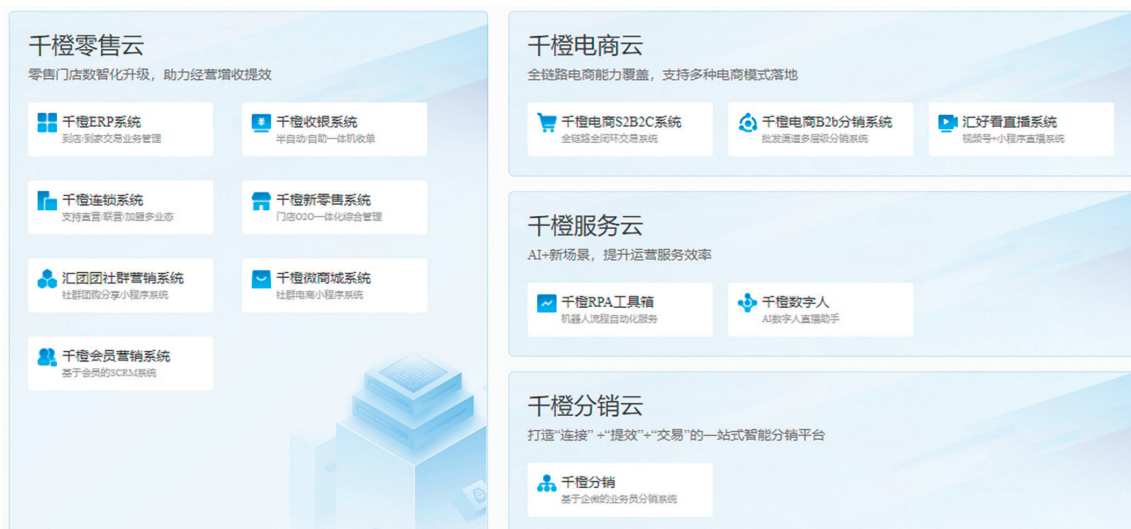 千橙零售云
零售门店数智化升级，助力经营增收提效
千橙ERP系统
到店/到家交易业务管理
千橙收银系统
半自动/自助一体机收单
千橙连锁系统
支持直营/联营/加盟多业态
千橙新零售系统
门店O2O一体化综合管理
汇团团社群营销系统
社群团购分享小程序系统
千橙微商城系统
社群电商小程序系统
千橙会员营销系统
基于会员的SCRM系统
千橙电商云
全链路电商能力覆盖，支持多种电商模式落地
千橙电商S2B2C系统
全链路全闭环交易系统
千橙电商B2b分销系统
批发渠道多层级分销系统
汇好看直播系统
视频号+小程序直播系统
千橙服务云
AI+新场景，提升运营服务效率
千橙RPA工具箱
机器人流程自动化服务
千橙数字人
AI数字人直播助手
千橙分销云
打造“连接”+“提效”+“交易”的一站式智能分销平台
千橙分销
基于企微的业务员分销系统